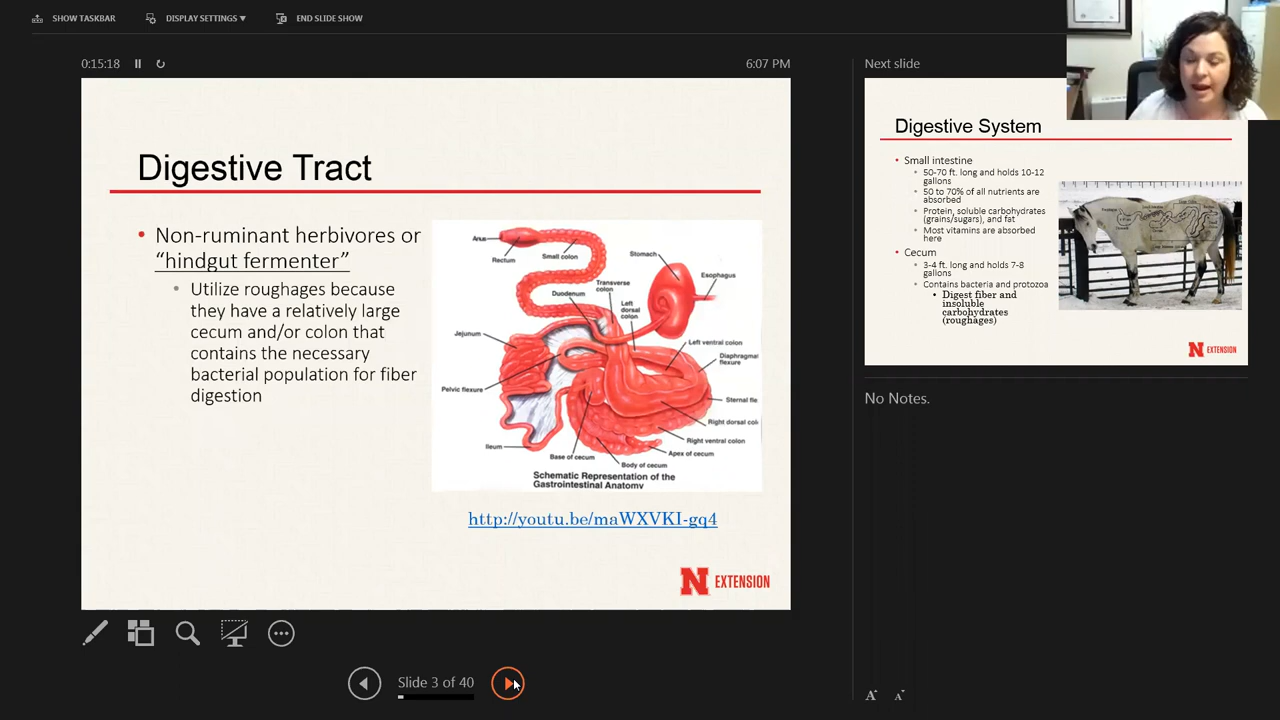 SHOW TASKBAR
DISPLAY SETTINGS
END SLIDE SHOW
0:15:18
6:07 PM
Digestive Tract
Non-ruminant herbivores or
“hindgut fermenter”
Utilize roughages because
they have a relatively large
cecum and/or colon that
contains the necessary
bacterial population for fiber
digestion
Anus
Rectum
Small colon
Stomach
Esophagus
Transverse
colon
Duodenum
Left
dorsal
colon
Jejunum
Left ventral colon
Diaphragmat
flexure
Pelvic flexure
Sternal fle
Right dorsal col
Right ventral colon
Ileum
Apex of cecum
Base of cecum
Body of cecum
Schematic Representation of the
Gastrointestinal Anatomy
http://youtu.be/maWXVKI-gq4
N EXTENSION
Slide 3 of 40
Next slide
Digestive System
Small intestine
50-70 ft. long and holds 10-12
gallons
50 to 70% of all nutrients are
absorbed
Protein, soluble carbohydrates
(grains/sugars), and fat
Most vitamins are absorbed
here
Cecum
3-4 ft. long and holds 7-8
gallons
Contains bacteria and protozoa
Digest fiber and
insoluble
carbohydrates
(roughages)
N EXTENSION
No Notes.
A
A